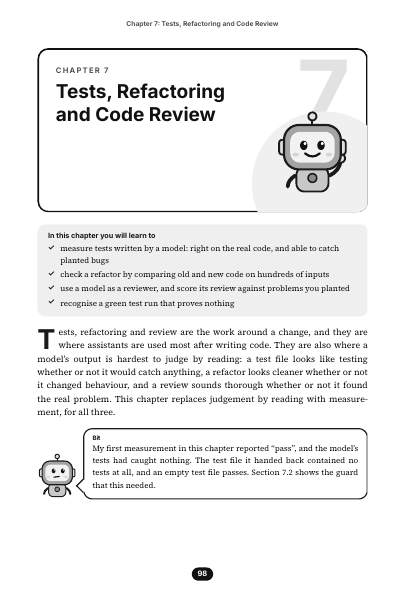 Chapter 7: Tests, Refactoring and Code Review
7
CHAPTER 7
Tests, Refactoring
and Code Review
In this chapter you will learn to
✓ measure tests written by a model: right on the real code, and able to catch
planted bugs
✓ check a refactor by comparing old and new code on hundreds of inputs
✓ use a model as a reviewer, and score its review against problems you planted
✓ recognise a green test run that proves nothing
Tests, refactoring and review are the work around a change, and they are
where assistants are used most after writing code. They are also where a
model’s output is hardest to judge by reading: a test file looks like testing
whether or not it would catch anything, a refactor looks cleaner whether or not
it changed behaviour, and a review sounds thorough whether or not it found
the real problem. This chapter replaces judgement by reading with measure-
ment, for all three.
Bit
My first measurement in this chapter reported “pass”, and the model’s
tests had caught nothing. The test file it handed back contained no
tests at all, and an empty test file passes. Section 7.2 shows the guard
that this needed.
98